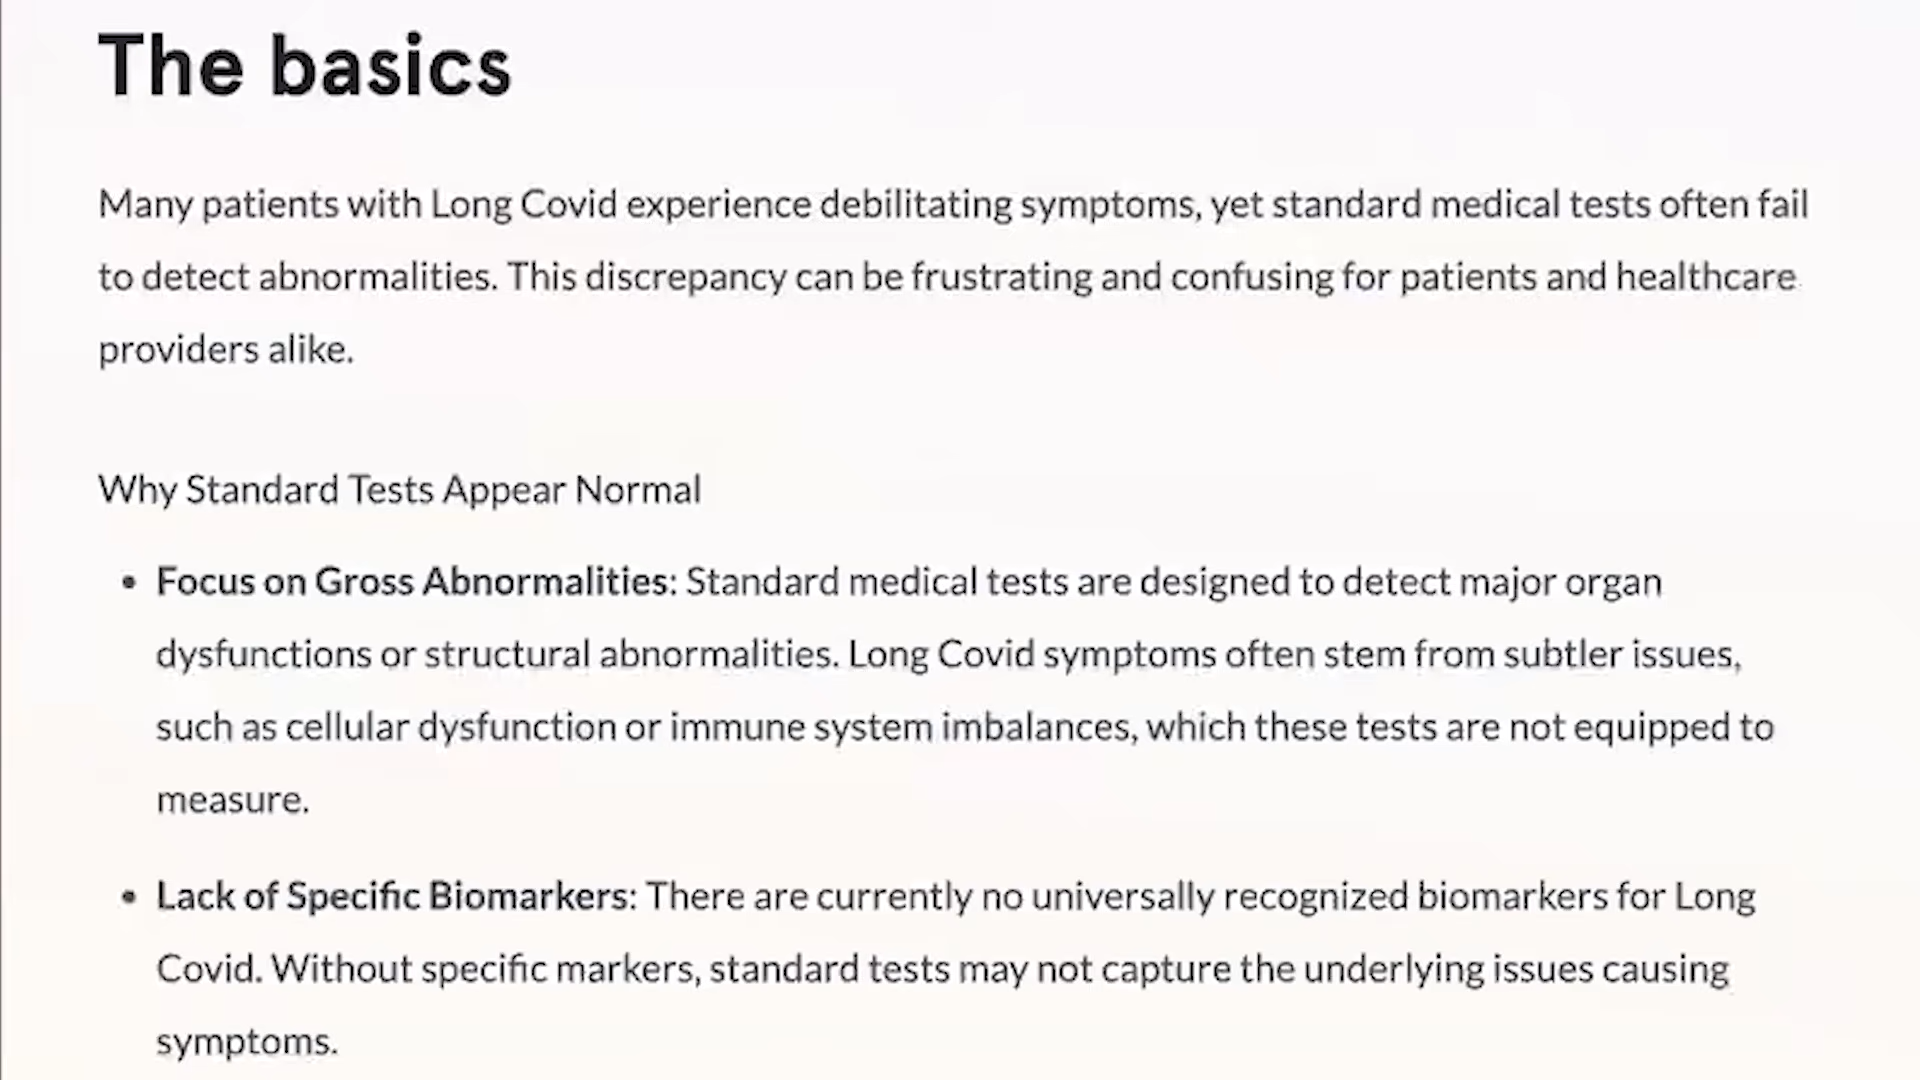 The basics
Many patients with Long Covid experience debilitating symptoms, yet standard medical tests often fail
to detect abnormalities. This discrepancy can be frustrating and confusing for patients and healthcare
providers alike.
Why Standard Tests Appear Normal
• Focus on Gross Abnormalities: Standard medical tests are designed to detect major organ
dysfunctions or structural abnormalities. Long Covid symptoms often stem from subtler issues,
such as cellular dysfunction or immune system imbalances, which these tests are not equipped to
measure.
• Lack of Specific Biomarkers: There are currently no universally recognized biomarkers for Long
Covid. Without specific markers, standard tests may not capture the underlying issues causing
symptoms.